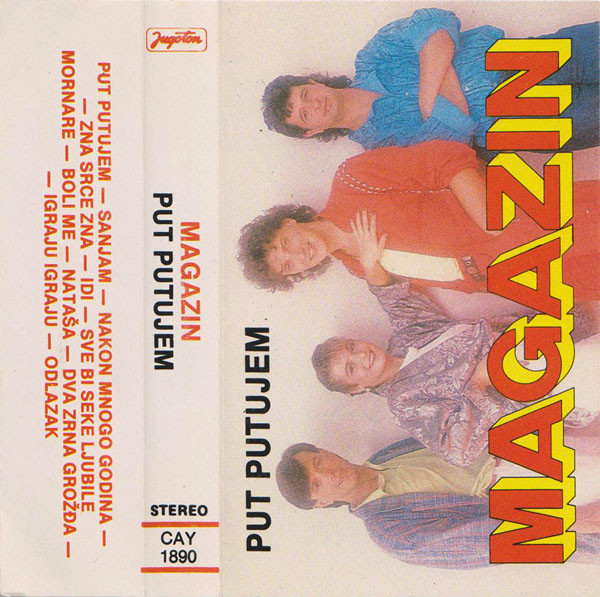 PUT PUTUJEM — SANJAM — NAKON MNOGO GODINA —
— ZNA SRCE ZNA — IDI — SVE BI SEKE LJUBILE
MORNARE — BOLI ME — NATAŠA — DVA ZRNA GROŽĐA —
— IGRAJU IGRAJU — ODLAZAK
Jugoton
MAGAZIN
PUT PUTUJEM
STEREO
CAY
1890
PUT PUTUJEM
MAGAZIN